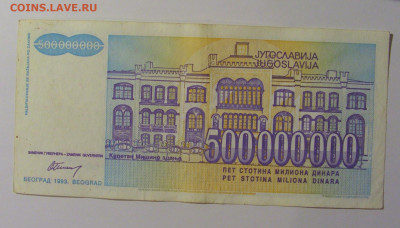 COINS.LAVE.RU
500000000
ЈУГОСЛАВИЈА
JUGOSLAVIJA
500000000
ПЕТ СТОТИНА МИЛИОНА ДИНАРА
PET STOTINA MILIONA DINARA
БЕОГРАД 1993. BEOGRAD